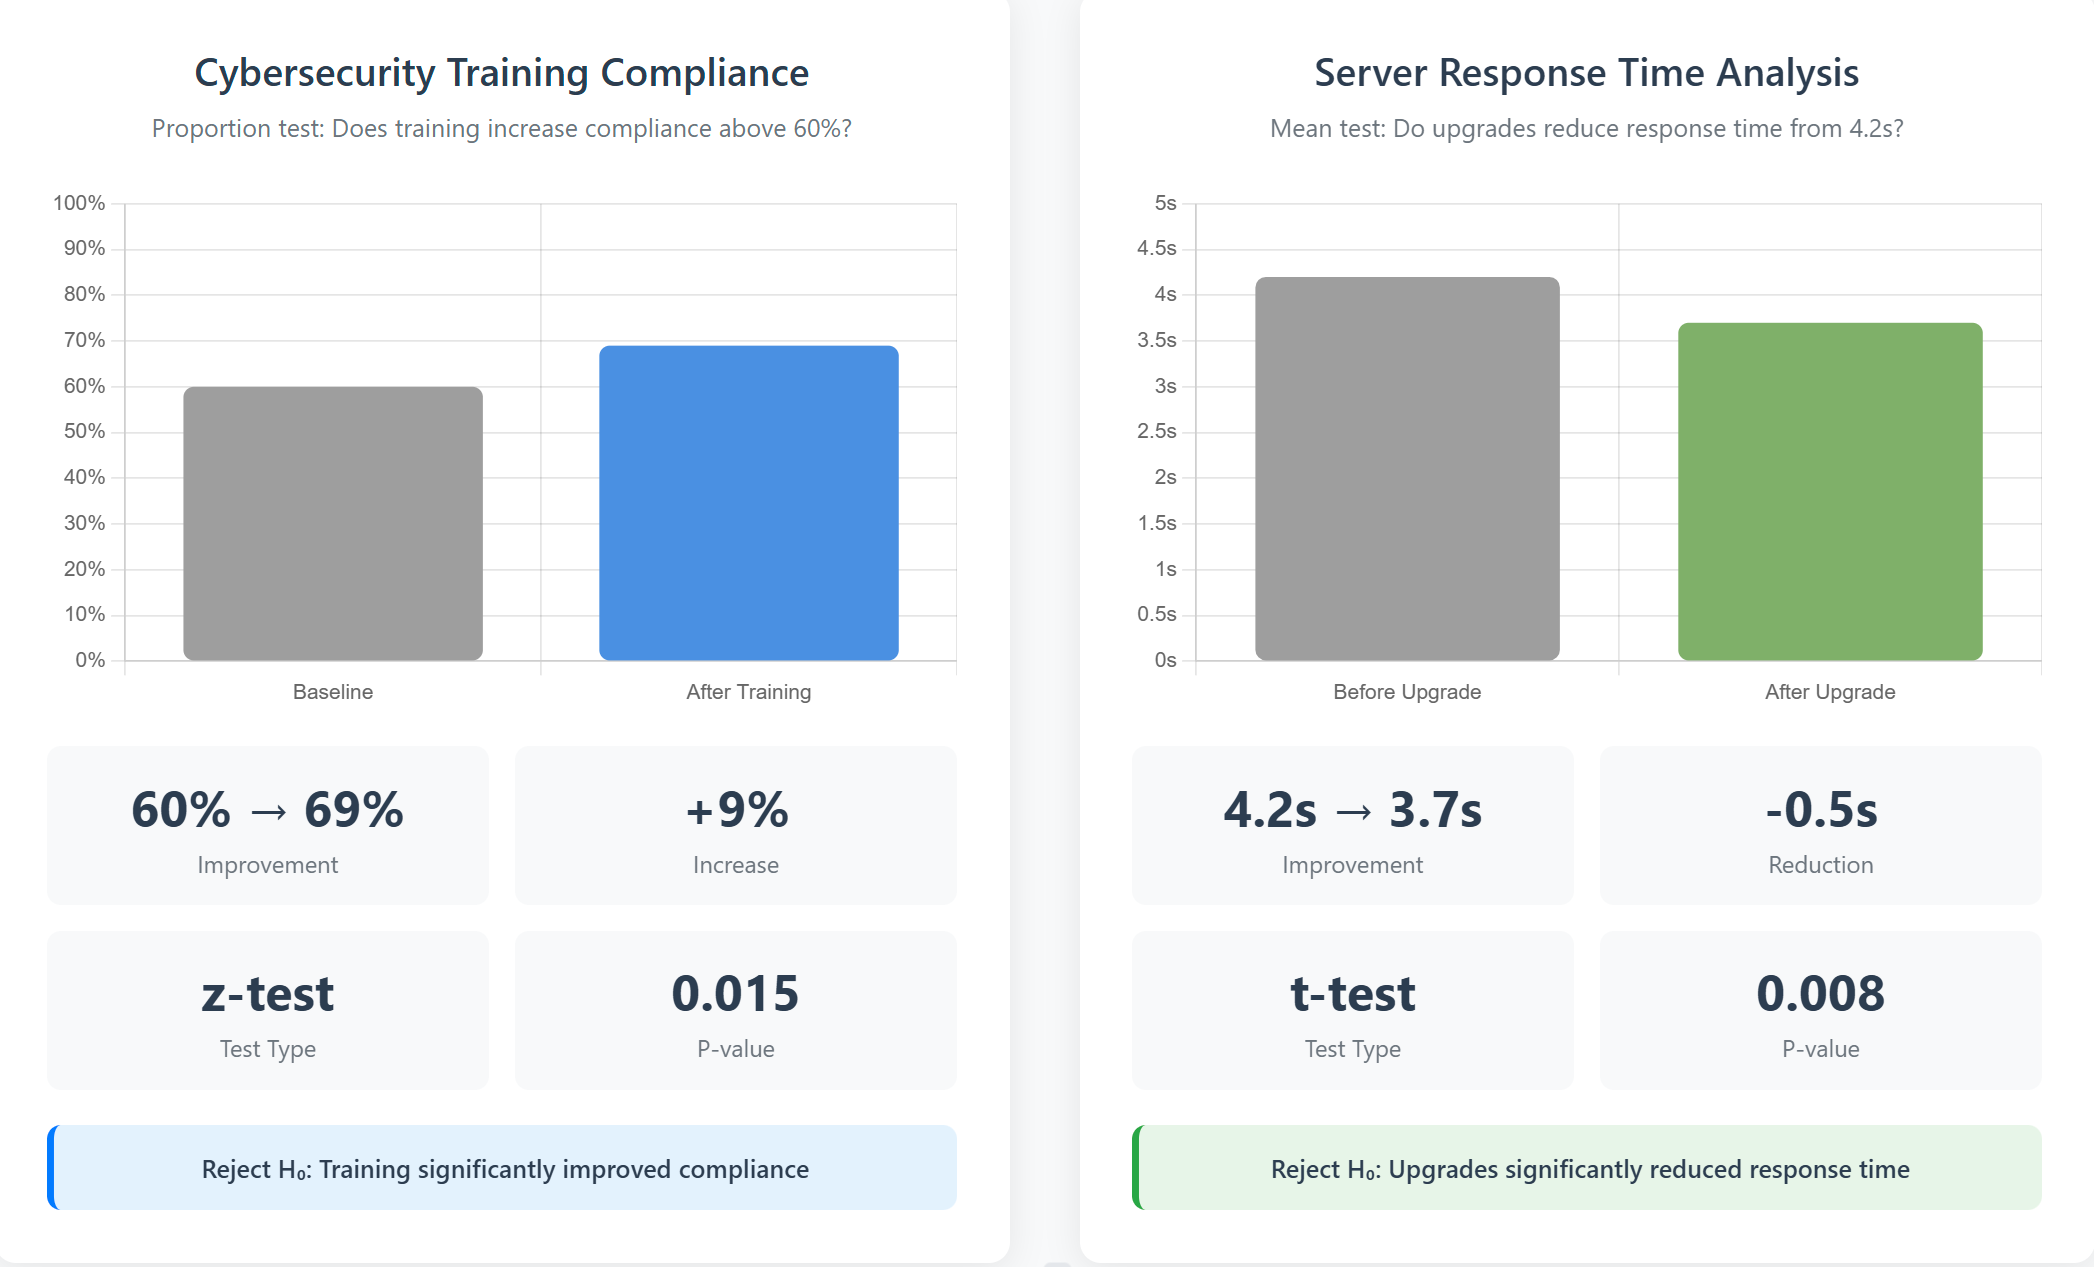 Cybersecurity Training Compliance
Proportion test: Does training increase compliance above 60%?
100%
90%
80%
70%
60%
50%
40%
30%
20%
10%
0%
Baseline
After Training
60% → 69%
Improvement
+9%
Increase
z-test
Test Type
0.015
P-value
Reject H₀: Training significantly improved compliance
Server Response Time Analysis
Mean test: Do upgrades reduce response time from 4.2s?
5s
4.5s
4s
3.5s
3s
2.5s
2s
1.5s
1s
0.5s
0s
Before Upgrade
After Upgrade
4.2s → 3.7s
Improvement
-0.5s
Reduction
t-test
Test Type
0.008
P-value
Reject H₀: Upgrades significantly reduced response time